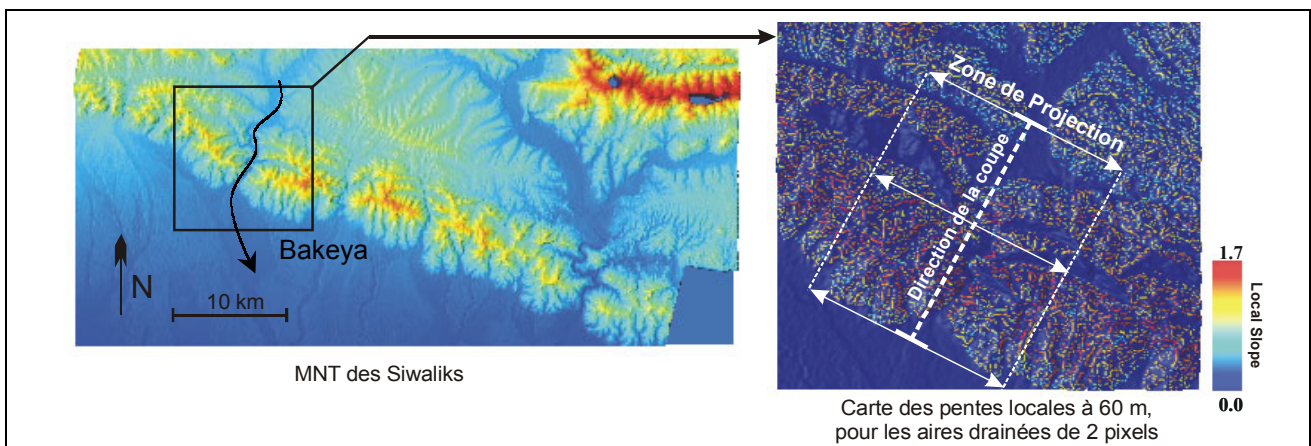 Bakeya
N
10 km
MNT des Siwaliks
Zone de Projection
Direction de la coupe
1.7
Local Slope
0.0
Carte des pentes locales à 60 m,
pour les aires drainées de 2 pixels